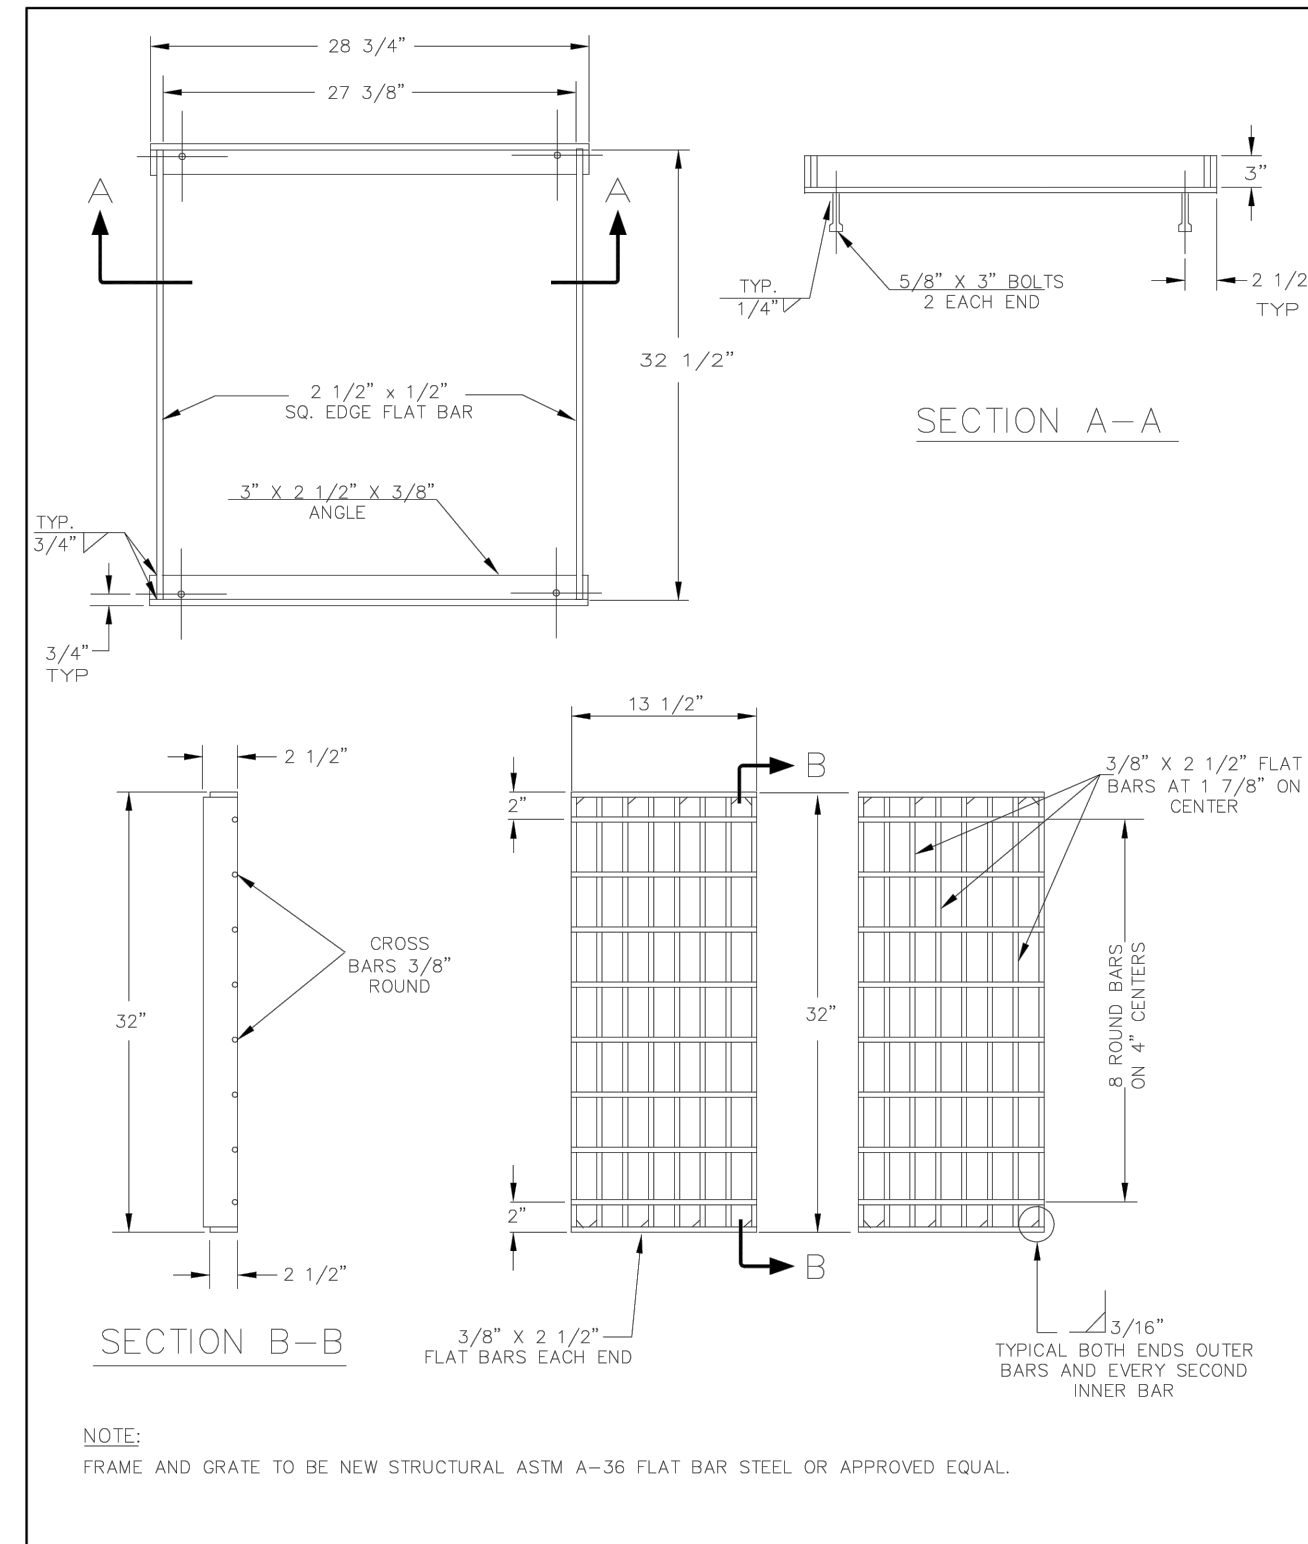 28 3/4"
27 3/8"
A
A
32 1/2"
2 1/2" x 1/2"
SQ. EDGE FLAT BAR
3" X 2 1/2" X 3/8"
ANGLE
TYP.
3/4"
3/4"
TYP
3"
TYP.
1/4"
5/8" X 3" BOLTS
2 EACH END
2 1/2
TYP
SECTION A-A
2 1/2"
32"
CROSS
BARS 3/8"
ROUND
2 1/2"
SECTION B-B
13 1/2"
B
2"
32"
2"
B
3/8" X 2 1/2"
FLAT BARS EACH END
3/8" X 2 1/2" FLAT
BARS AT 1 7/8" ON
CENTER
8 ROUND BARS
ON 4" CENTERS
3/16"
TYPICAL BOTH ENDS OUTER
BARS AND EVERY SECOND
INNER BAR
NOTE:
FRAME AND GRATE TO BE NEW STRUCTURAL ASTM A-36 FLAT BAR STEEL OR APPROVED EQUAL.